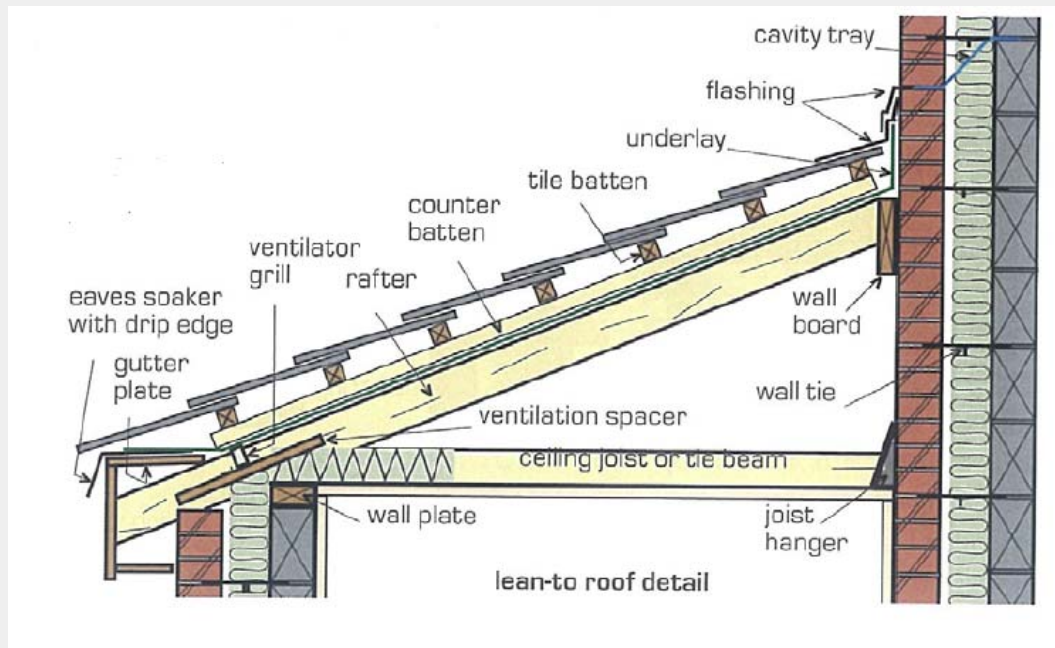 cavity tray
flashing
underlay
tile batten
counter
batten
ventilator
grill
rafter
eaves soaker
with drip edge
gutter
plate
wall
board
wall tie
ventilation spacer
ceiling joist or tie beam
wall plate
joist
hanger
lean-to roof detail